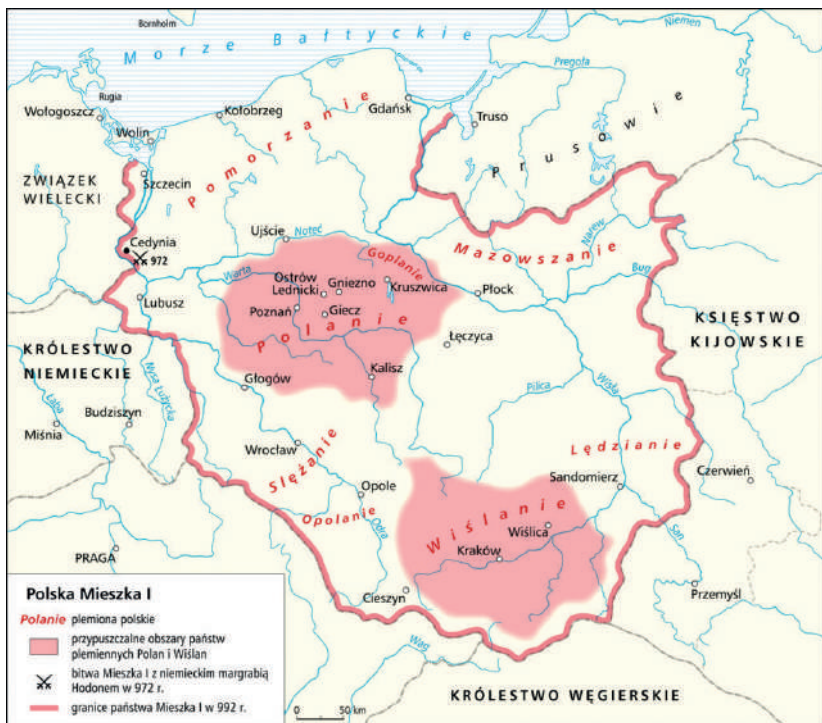 Bornholm
Morze Bałtyckie
Niemen
Pregoła
Rugia
Wołogoszcz
Wolin
Kołobrzeg
Gdańsk
Truso
Pomorzanie
Prusowie
ZWIĄZEK
WIELECKI
Szczecin
Cedynia
972
Ujście
Noteć
Goplanie
Mazowszanie
Narew
Bug
Warta
Ostrów
Lednicki
Gniezno
Kruszwica
Płock
Lubusz
Poznań
Giecz
Polanie
Łęczyca
KSIĘSTWO
KIJOWSKIE
KRÓLESTWO
NIEMIECKIE
Nysa Łużycka
Łaba
Głogów
Kalisz
Pilica
Wisła
Budziszyn
Miśnia
Wrocław
Ślężanie
Lędzianie
Sandomierz
Czerwień
Opole
Opolanie
Odra
Wiślanie
Wiślica
Kraków
San
PRAGA
Cieszyn
Przemyśl
Wag
Polska Mieszka I
Polanie plemiona polskie
przypuszczalne obszary państw
plemiennych Polan i Wiślan
bitwa Mieszka I z niemieckim margrabią
Hodonem w 972 r.
granice państwa Mieszka I w 992 r.
0 50 km
KRÓLESTWO WĘGIERSKIE